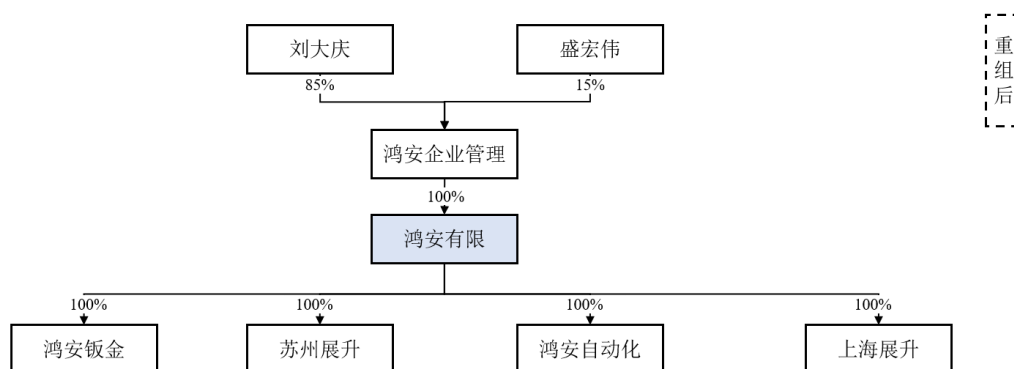 刘大庆
盛宏伟
重
组
后
85%
15%
鸿安企业管理
100%
鸿安有限
100%
100%
100%
100%
鸿安钣金
苏州展升
鸿安自动化
上海展升